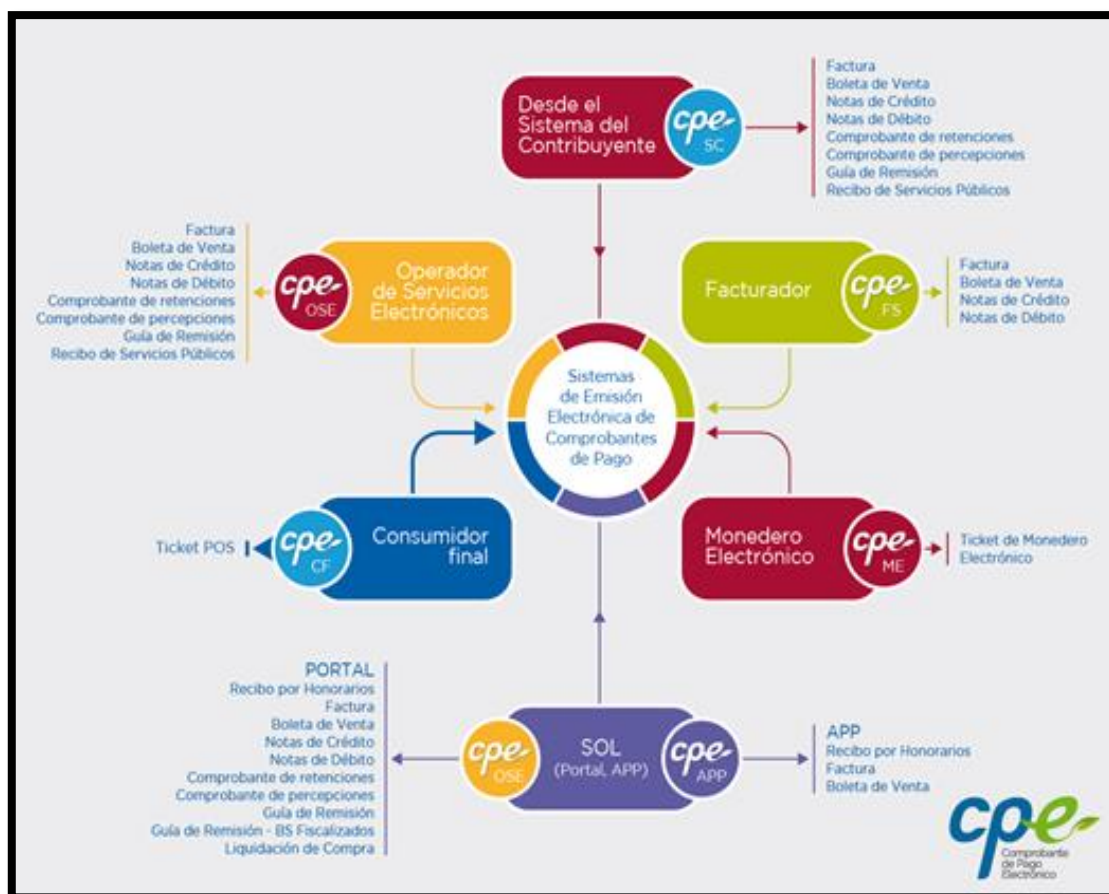 Desde el
Sistema del
Contribuyente
cpe
SC
Factura
Boleta de Venta
Notas de Crédito
Notas de Débito
Comprobante de retenciones
Comprobante de percepciones
Guía de Remisión
Recibo de Servicios Públicos
Factura
Boleta de Venta
Notas de Crédito
Notas de Débito
Comprobante de retenciones
Comprobante de percepciones
Guía de Remisión
Recibo de Servicios Públicos
cpe
OSE
Operador
de Servicios
Electrónicos
Facturador
cpe
FS
Factura
Boleta de Venta
Notas de Crédito
Notas de Débito
Sistemas
de Emisión
Electrónica de
Comprobantes
de Pago
Ticket POS
cpe
CF
Consumidor
final
Monedero
Electrónico
cpe
ME
Ticket de Monedero
Electrónico
PORTAL
Recibo por Honorarios
Factura
Boleta de Venta
Notas de Crédito
Notas de Débito
Comprobante de retenciones
Comprobante de percepciones
Guía de Remisión
Guía de Remisión - BS Fiscalizados
Liquidación de Compra
cpe
OSE
SOL
(Portal, APP)
cpe
APP
APP
Recibo por Honorarios
Factura
Boleta de Venta
cpe
Comprobante
de Pago
Electrónico